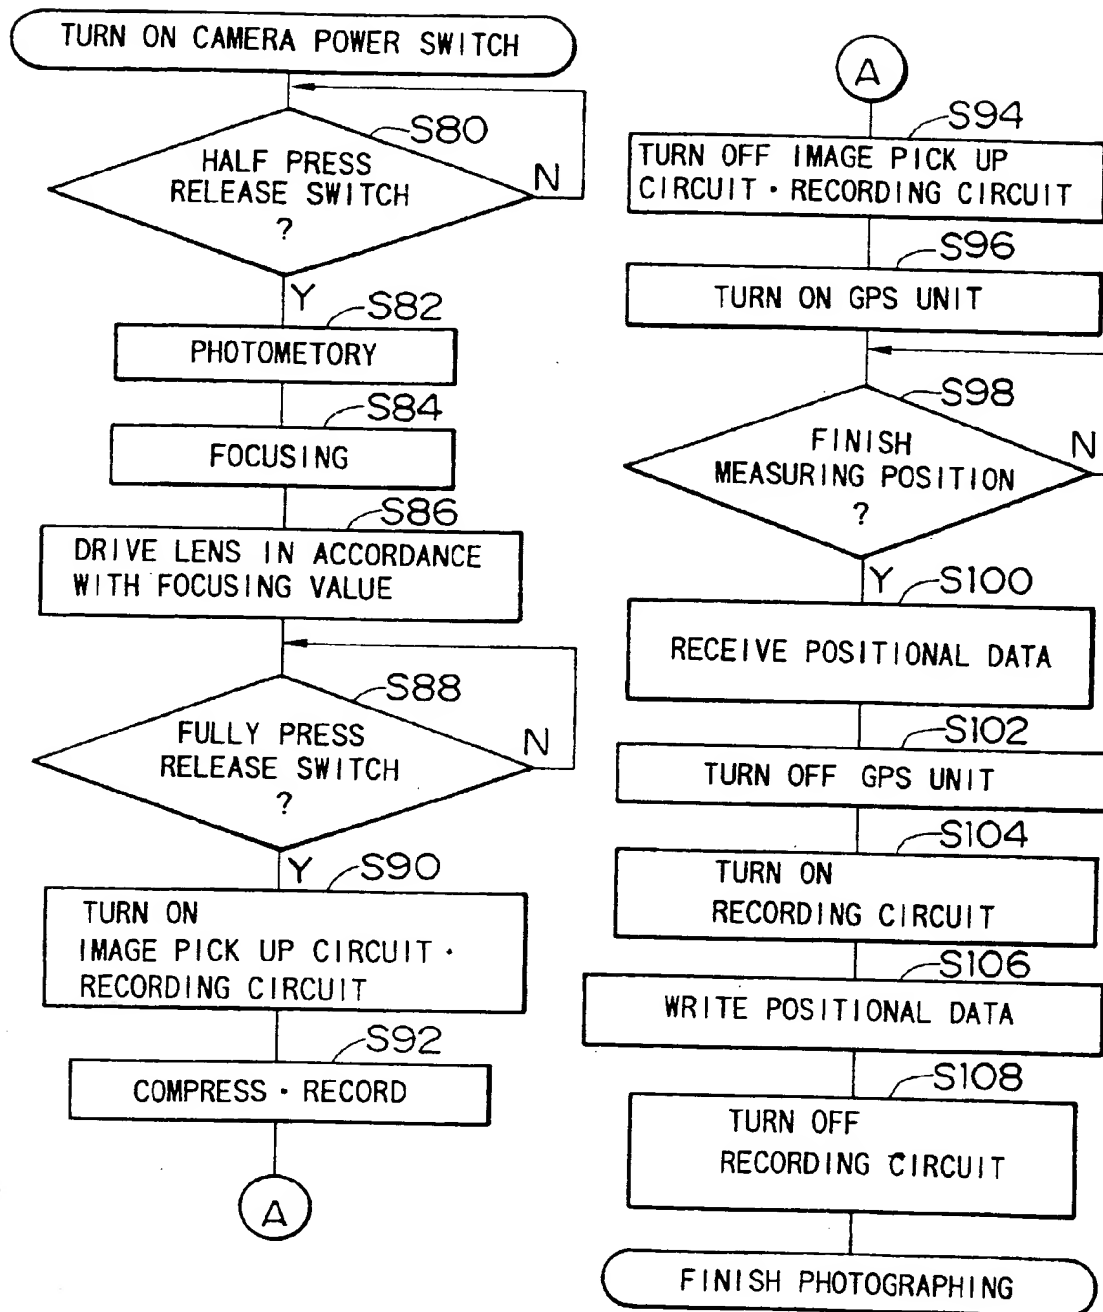 TURN ON CAMERA POWER SWITCH
S80
HALF PRESS
RELEASE SWITCH
?
N
Y
S82
PHOTOMETORY
S84
FOCUSING
S86
DRIVE LENS IN ACCORDANCE
WITH FOCUSING VALUE
S88
FULLY PRESS
RELEASE SWITCH
?
N
Y
S90
TURN ON
IMAGE PICK UP CIRCUIT ·
RECORDING CIRCUIT
S92
COMPRESS · RECORD
A
A
S94
TURN OFF IMAGE PICK UP
CIRCUIT · RECORDING CIRCUIT
S96
TURN ON GPS UNIT
S98
FINISH
MEASURING POSITION
?
N
Y
S100
RECEIVE POSITIONAL DATA
S102
TURN OFF GPS UNIT
S104
TURN ON
RECORDING CIRCUIT
S106
WRITE POSITIONAL DATA
S108
TURN OFF
RECORDING CIRCUIT
FINISH PHOTOGRAPHING